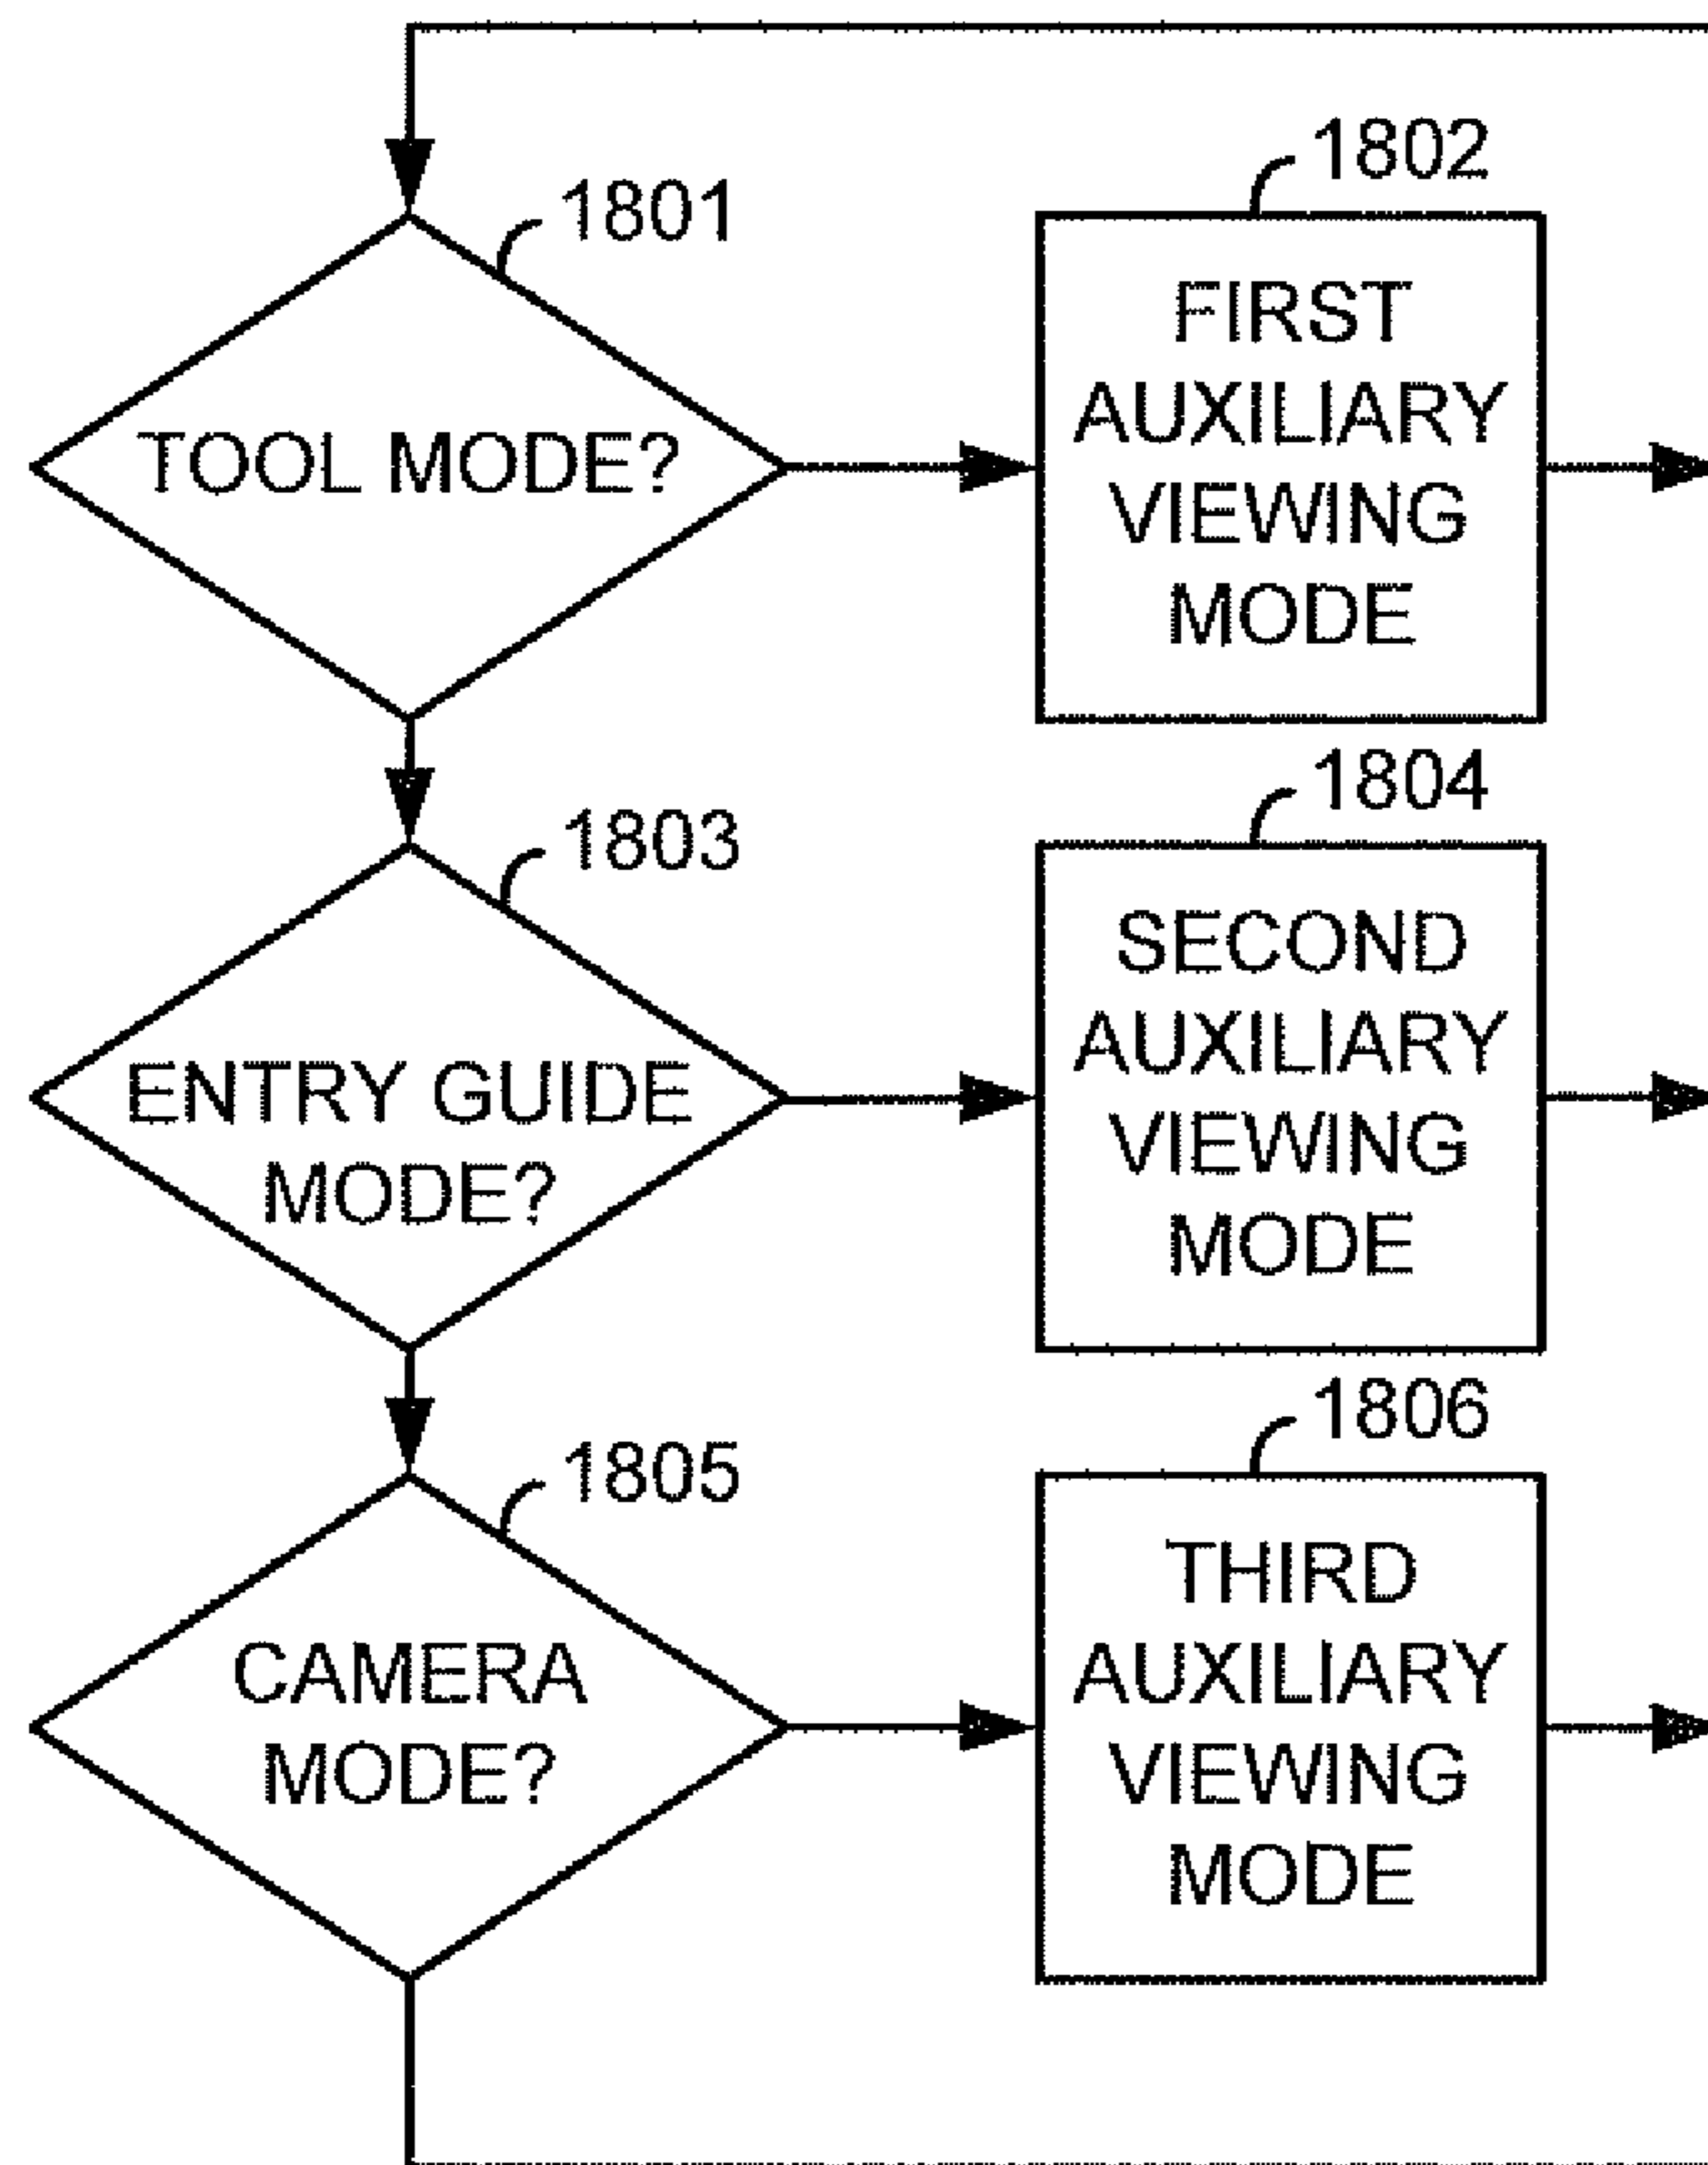 1801
TOOL MODE?
1802
FIRST
AUXILIARY
VIEWING
MODE
1803
ENTRY GUIDE
MODE?
1804
SECOND
AUXILIARY
VIEWING
MODE
1805
CAMERA
MODE?
1806
THIRD
AUXILIARY
VIEWING
MODE